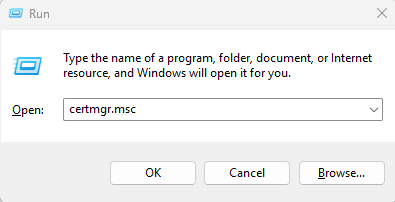 Run
Type the name of a program, folder, document, or Internet
resource, and Windows will open it for you.
Open: certmgr.msc
OK Cancel Browse...